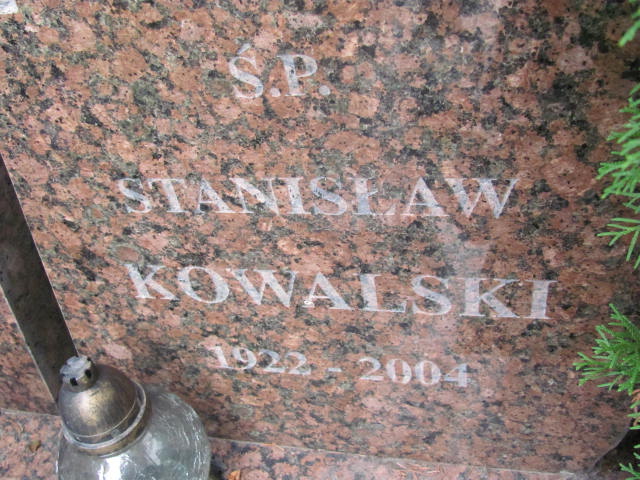 Ś.P.
STANISŁAW
KOWALSKI
1922 - 2004